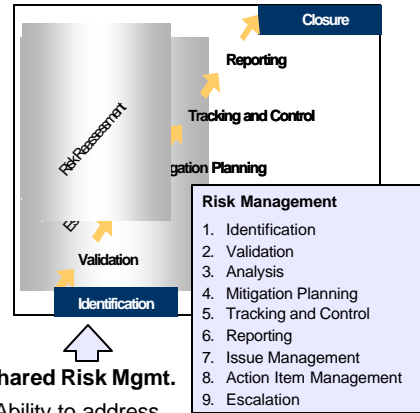 Closure
Reporting
Tracking and Control
Risk Reassessment
gation Planning
Es
Validation
Identification
hared Risk Mgmt.
Ability to address
Risk Management
1. Identification
2. Validation
3. Analysis
4. Mitigation Planning
5. Tracking and Control
6. Reporting
7. Issue Management
8. Action Item Management
9. Escalation